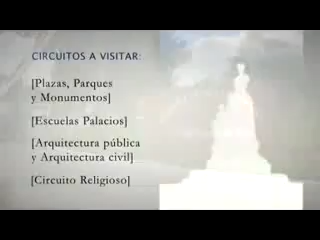 CIRCUITOS A VISITAR:
[Plazas, Parques
y Monumentos]
[Escuelas Palacios]
[Arquitectura pública
y Arquitectura civil]
[Circuito Religioso]